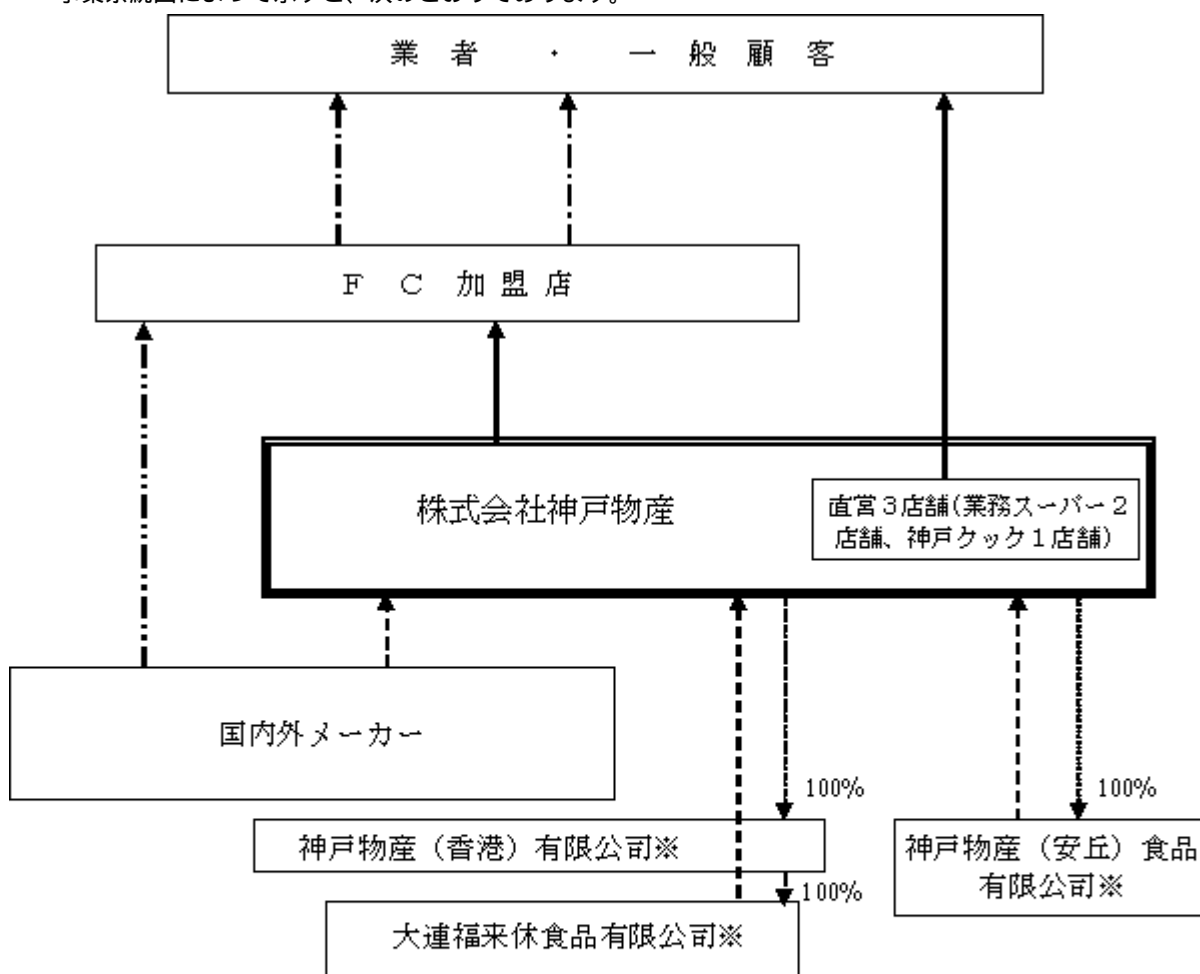 業者・一般顧客
ＦＣ加盟店
株式会社神戸物産
直営３店舗(業務スーパー２
店舗、神戸クック１店舗)
国内外メーカー
100%
100%
神戸物産（香港）有限公司※
神戸物産（安丘）食品
有限公司※
100%
大連福来休食品有限公司※